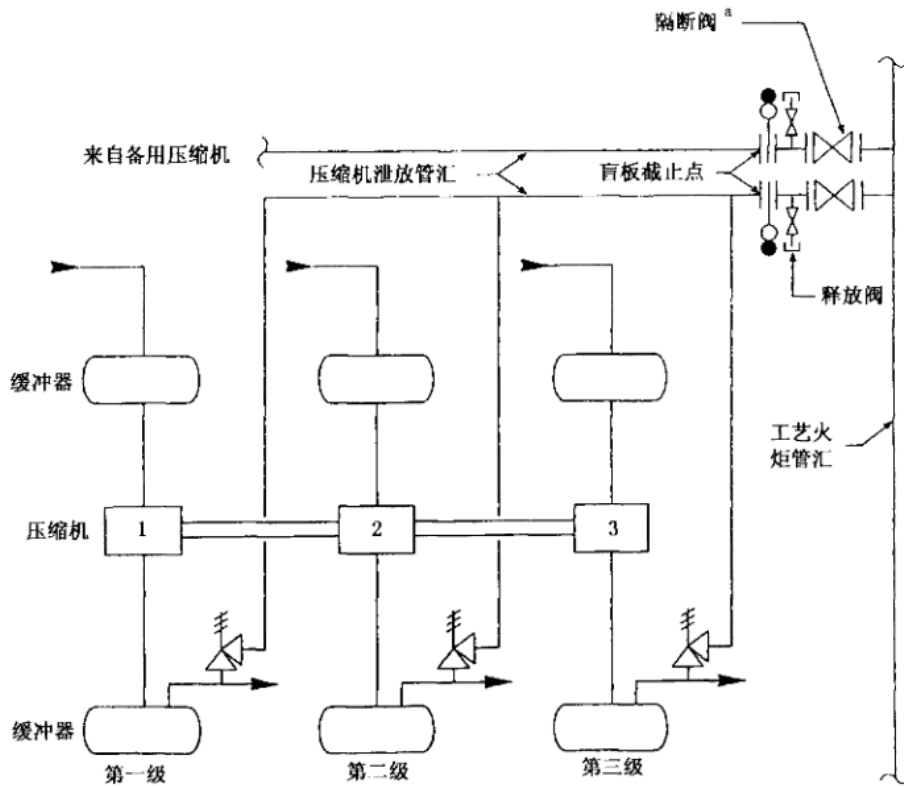 隔断阀 a
来自备用压缩机
压缩机泄放管汇
盲板截止点
释放阀
缓冲器
工艺火
炬管汇
压缩机
1
2
3
缓冲器
第一级
第二级
第三级